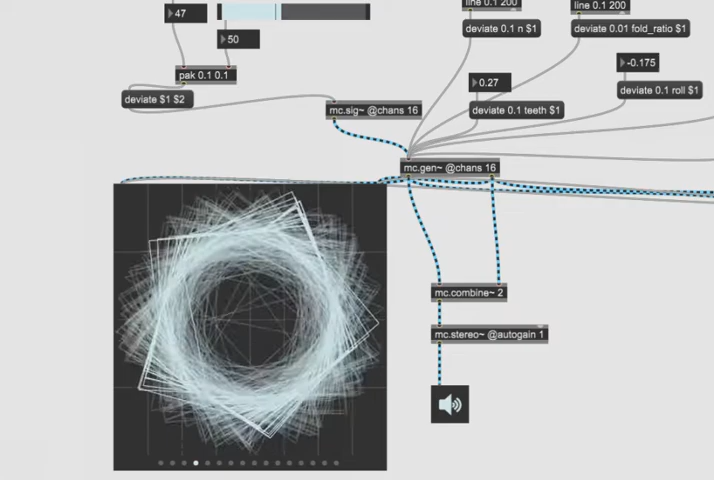 line 0.1 200
line 0.1 200
47
deviate 0.1 n $1
deviate 0.01 fold_ratio $1
50
-0.175
pak 0.1 0.1
0.27
deviate 0.1 roll $1
deviate $1 $2
mc.sig~ @chans 16
deviate 0.1 teeth $1
mc.gen~ @chans 16
mc.combine~ 2
mc.stereo~ @autogain 1